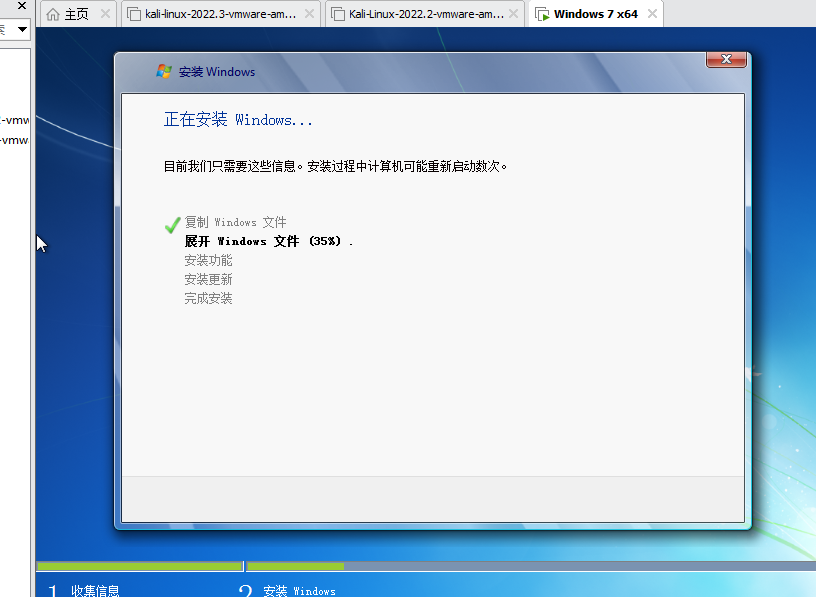 主页
kali-linux-2022.3-vmware-am...
Kali-Linux-2022.2-vmware-am...
Windows 7 x64
安装 Windows
正在安装 Windows...
目前我们只需要这些信息。安装过程中计算机可能重新启动数次。
复制 Windows 文件
展开 Windows 文件 (35%) .
安装功能
安装更新
完成安装
-vmw
-vmw
1 收集信息
2 安装 Windows